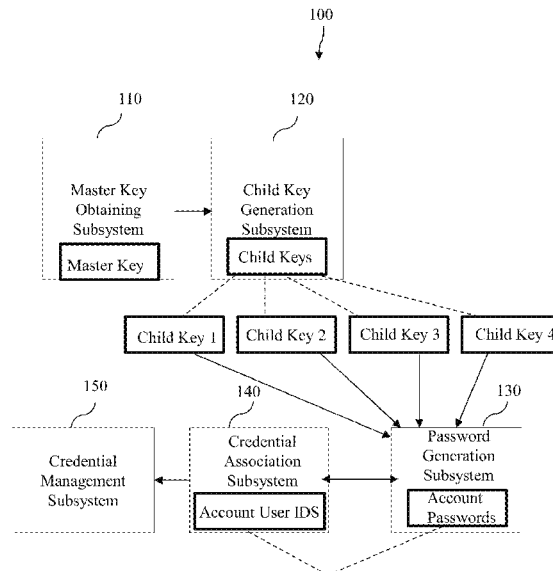 100
110
120
Master Key
Obtaining
Subsystem
Master Key
Child Key
Generation
Subsystem
Child Keys
Child Key 1
Child Key 2
Child Key 3
Child Key 4
150
140
130
Credential
Management
Subsystem
Credential
Association
Subsystem
Account User IDS
Password
Generation
Subsystem
Account
Passwords